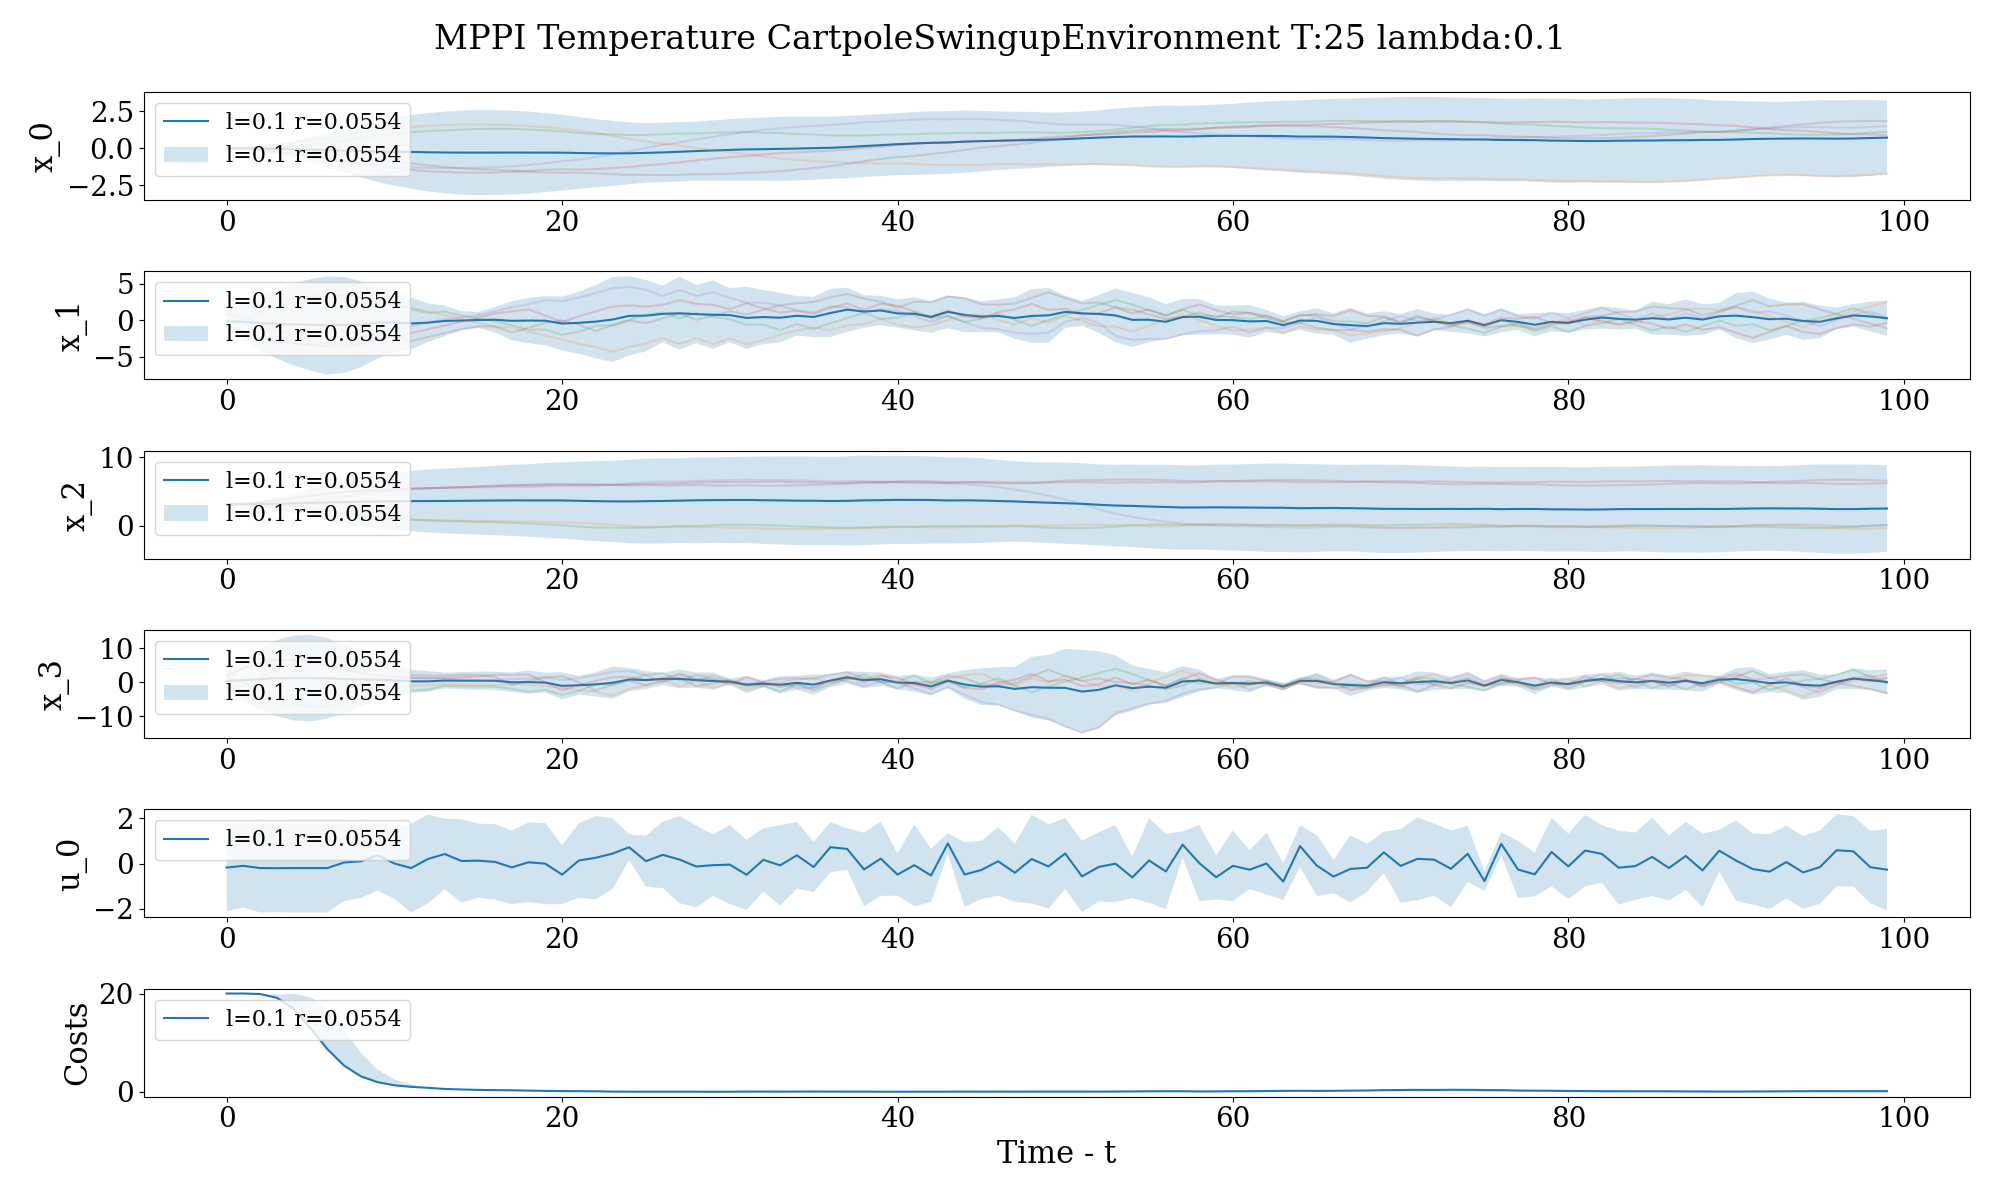 MPPI Temperature CartpoleSwingupEnvironment T:25 lambda:0.1
x_0
2.5
0.0
−2.5
l=0.1 r=0.0554
l=0.1 r=0.0554
0 20 40 60 80 100
x_1
5
0
−5
l=0.1 r=0.0554
l=0.1 r=0.0554
0 20 40 60 80 100
x_2
10
0
l=0.1 r=0.0554
l=0.1 r=0.0554
0 20 40 60 80 100
x_3
10
0
−10
l=0.1 r=0.0554
l=0.1 r=0.0554
0 20 40 60 80 100
u_0
2
0
−2
l=0.1 r=0.0554
0 20 40 60 80 100
Costs
20
0
l=0.1 r=0.0554
0 20 40 60 80 100
Time - t